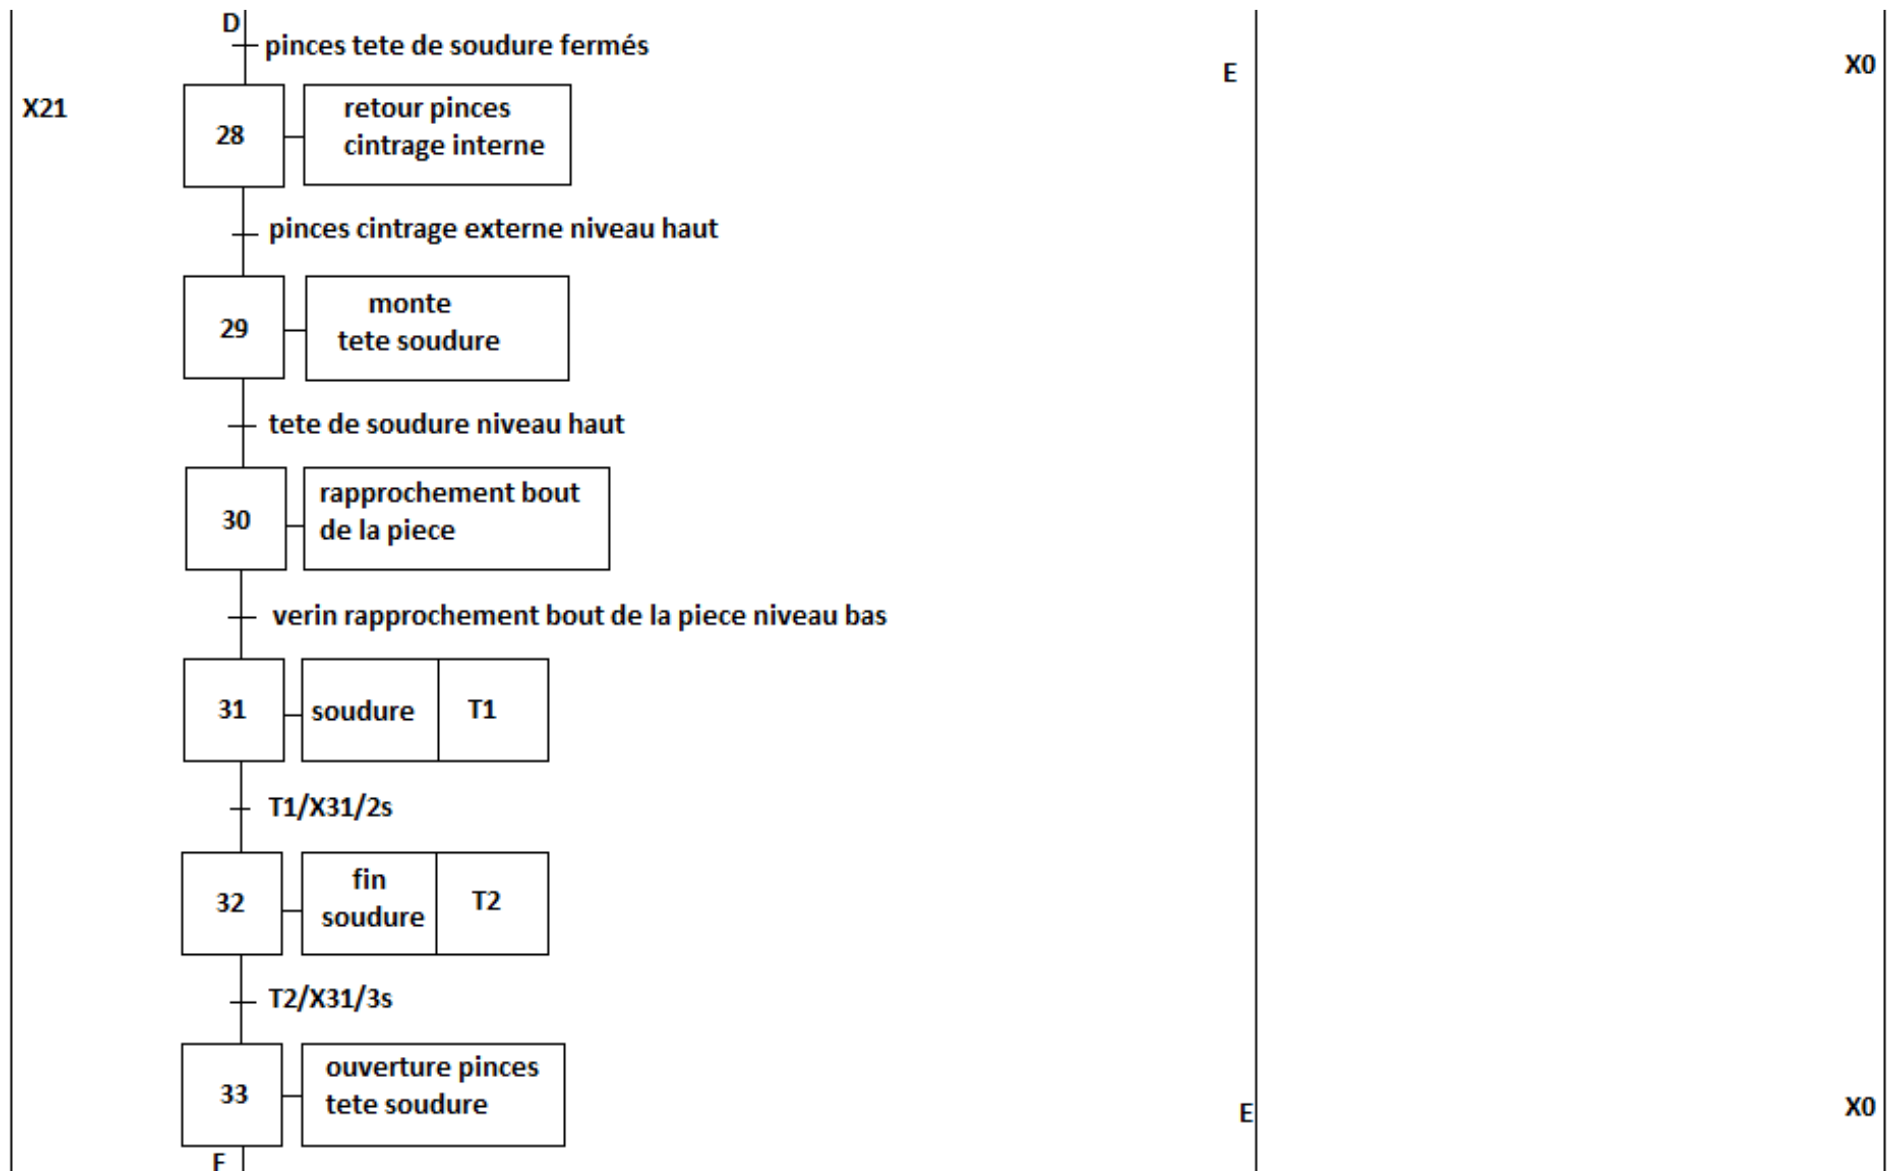 D
pinces tete de soudure fermés
E
X0
X21
28
retour pinces
cintrage interne
pinces cintrage externe niveau haut
29
monte
tete soudure
tete de soudure niveau haut
30
rapprochement bout
de la piece
verin rapprochement bout de la piece niveau bas
31
soudure
T1
T1/X31/2s
32
fin
soudure
T2
T2/X31/3s
33
ouverture pinces
tete soudure
E
X0